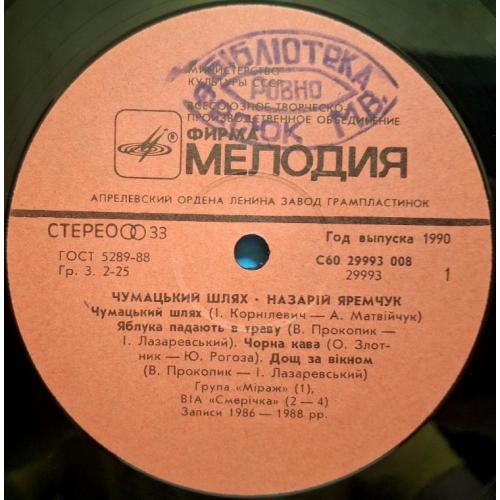 БІБЛІОТЕКА
РОВНО
МИНИСТЕРСТВО
КУЛЬТУРЫ СССР
ВСЕСОЮЗНОЕ ТВОРЧЕСКО-
ПРОИЗВОДСТВЕННОЕ ОБЪЕДИНЕНИЕ
ФИРМА
® МЕЛОДИЯ
АПРЕЛЕВСКИЙ ОРДЕНА ЛЕНИНА ЗАВОД ГРАМПЛАСТИНОК
СТЕРЕО 33
Год выпуска 1990
ГОСТ 5289-88
С60 29993 008
Гр. 3. 2-25
29993
1
ЧУМАЦЬКИЙ ШЛЯХ · НАЗАРІЙ ЯРЕМЧУК
Чумацький шлях (І. Корнілевич — А. Матвійчук)
Яблука падають в траву (В. Прокопик —
І. Лазаревський). Чорна кава (О. Злот-
ник — Ю. Рогоза). Дощ за вікном
(В. Прокопик — І. Лазаревський)
Група «Міраж» (1),
ВІА «Смерічка» (2 — 4)
Записи 1986 — 1988 рр.